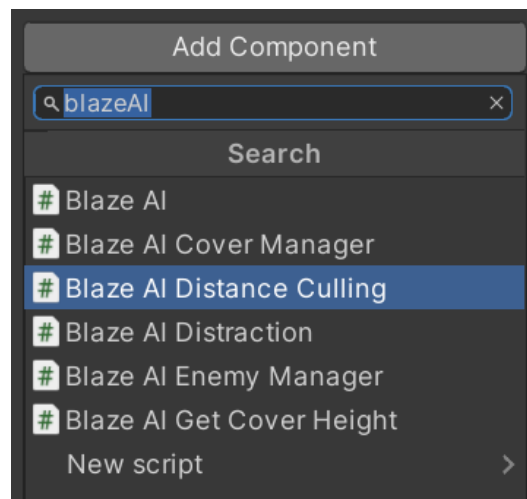 Add Component
blazeAI
Search
# Blaze AI
# Blaze AI Cover Manager
# Blaze AI Distance Culling
# Blaze AI Distraction
# Blaze AI Enemy Manager
# Blaze AI Get Cover Height
New script